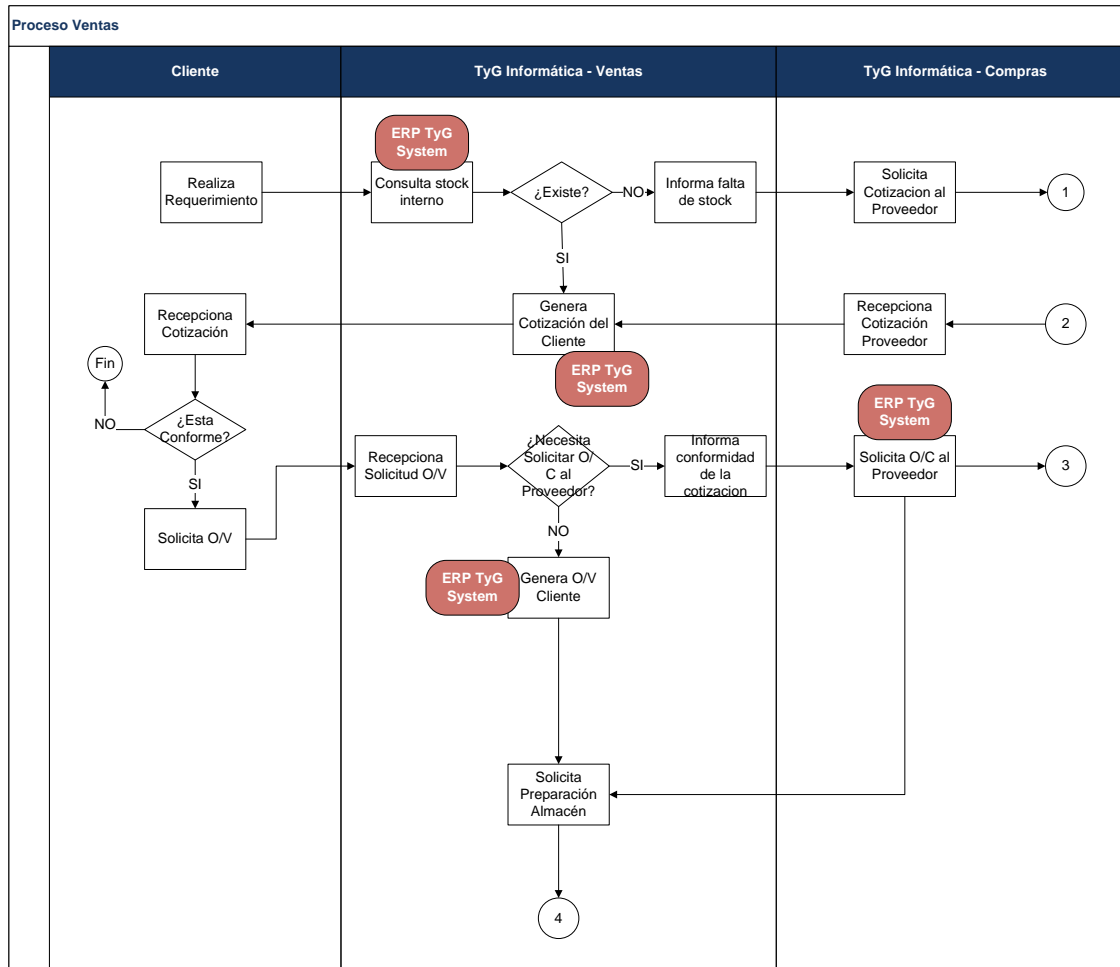 Proceso Ventas
Cliente
TyG Informática - Ventas
TyG Informática - Compras
ERP TyG
System
Realiza
Requerimiento
Consulta stock
interno
¿Existe?
NO
Informa falta
de stock
Solicita
Cotizacion al
Proveedor
1
SI
Recepciona
Cotización
Genera
Cotización del
Cliente
Recepciona
Cotización
Proveedor
2
ERP TyG
System
Fin
ERP TyG
System
NO
¿Esta
Conforme?
Recepciona
Solicitud O/V
¿Necesita
Solicitar O/
C al
Proveedor?
SI
Informa
conformidad
de la
cotizacion
Solicita O/C al
Proveedor
3
SI
Solicita O/V
NO
ERP TyG
System
Genera O/V
Cliente
Solicita
Preparación
Almacén
4